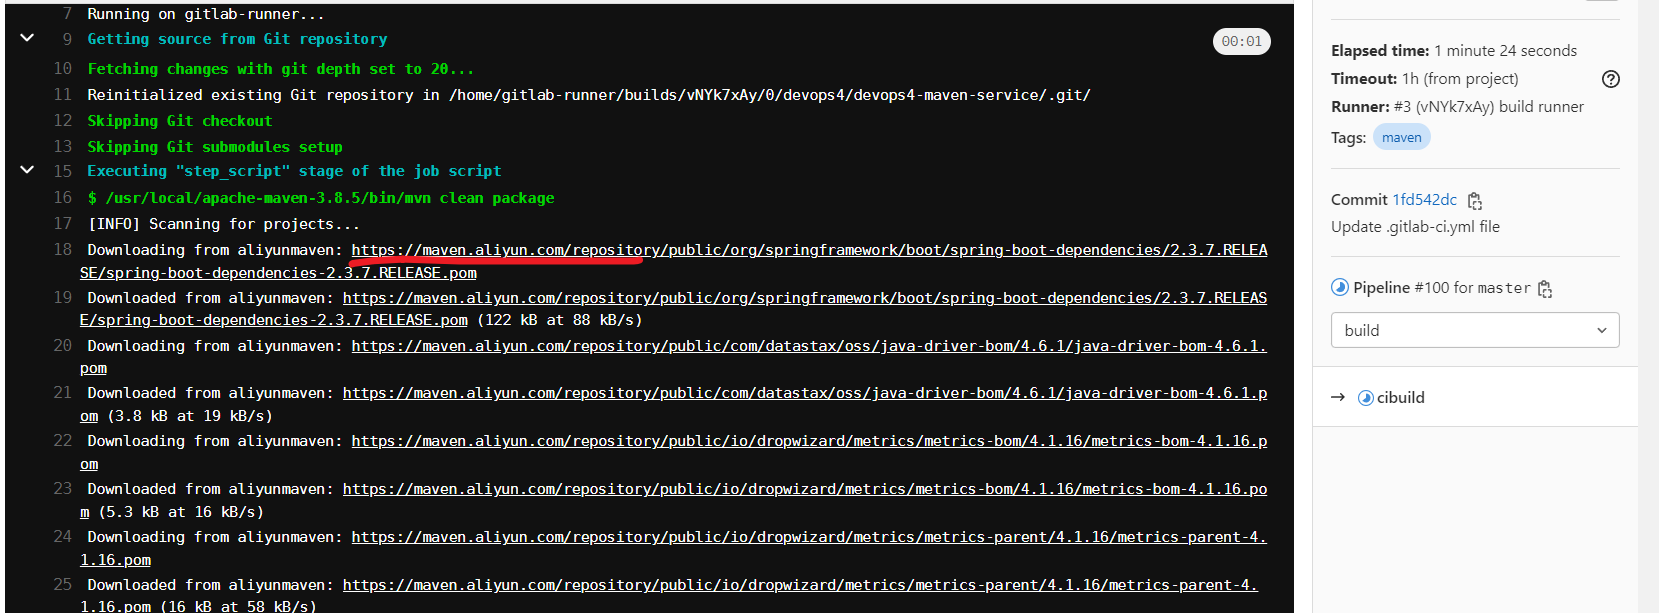 7 Running on gitlab-runner...
9 Getting source from Git repository
00:01
10 Fetching changes with git depth set to 20...
11 Reinitialized existing Git repository in /home/gitlab-runner/builds/vNYk7xAy/0/devops4/devops4-maven-service/.git/
12 Skipping Git checkout
13 Skipping Git submodules setup
15 Executing "step_script" stage of the job script
16 $ /usr/local/apache-maven-3.8.5/bin/mvn clean package
17 [INFO] Scanning for projects...
18 Downloading from aliyunmaven: https://maven.aliyun.com/repository/public/org/springframework/boot/spring-boot-dependencies/2.3.7.RELEA
SE/spring-boot-dependencies-2.3.7.RELEASE.pom
19 Downloaded from aliyunmaven: https://maven.aliyun.com/repository/public/org/springframework/boot/spring-boot-dependencies/2.3.7.RELEAS
E/spring-boot-dependencies-2.3.7.RELEASE.pom (122 kB at 88 kB/s)
20 Downloading from aliyunmaven: https://maven.aliyun.com/repository/public/com/datastax/oss/java-driver-bom/4.6.1/java-driver-bom-4.6.1.
pom
21 Downloaded from aliyunmaven: https://maven.aliyun.com/repository/public/com/datastax/oss/java-driver-bom/4.6.1/java-driver-bom-4.6.1.p
om (3.8 kB at 19 kB/s)
22 Downloading from aliyunmaven: https://maven.aliyun.com/repository/public/io/dropwizard/metrics/metrics-bom/4.1.16/metrics-bom-4.1.16.p
om
23 Downloaded from aliyunmaven: https://maven.aliyun.com/repository/public/io/dropwizard/metrics/metrics-bom/4.1.16/metrics-bom-4.1.16.po
m (5.3 kB at 16 kB/s)
24 Downloading from aliyunmaven: https://maven.aliyun.com/repository/public/io/dropwizard/metrics/metrics-parent/4.1.16/metrics-parent-4.
1.16.pom
25 Downloaded from aliyunmaven: https://maven.aliyun.com/repository/public/io/dropwizard/metrics/metrics-parent/4.1.16/metrics-parent-4.
1.16.pom (16 kB at 58 kB/s)
Elapsed time: 1 minute 24 seconds
Timeout: 1h (from project)
Runner: #3 (vNYk7xAy) build runner
Tags: maven
Commit 1fd542dc
Update .gitlab-ci.yml file
Pipeline #100 for master
build
→ cibuild